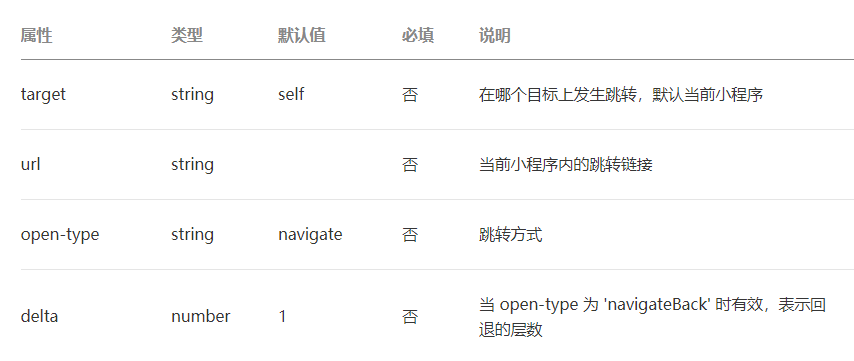 属性 类型 默认值 必填 说明
target string self 否 在哪个目标上发生跳转，默认当前小程序
url string 否 当前小程序内的跳转链接
open-type string navigate 否 跳转方式
delta number 1 否 当 open-type 为 'navigateBack' 时有效，表示回
退的层数